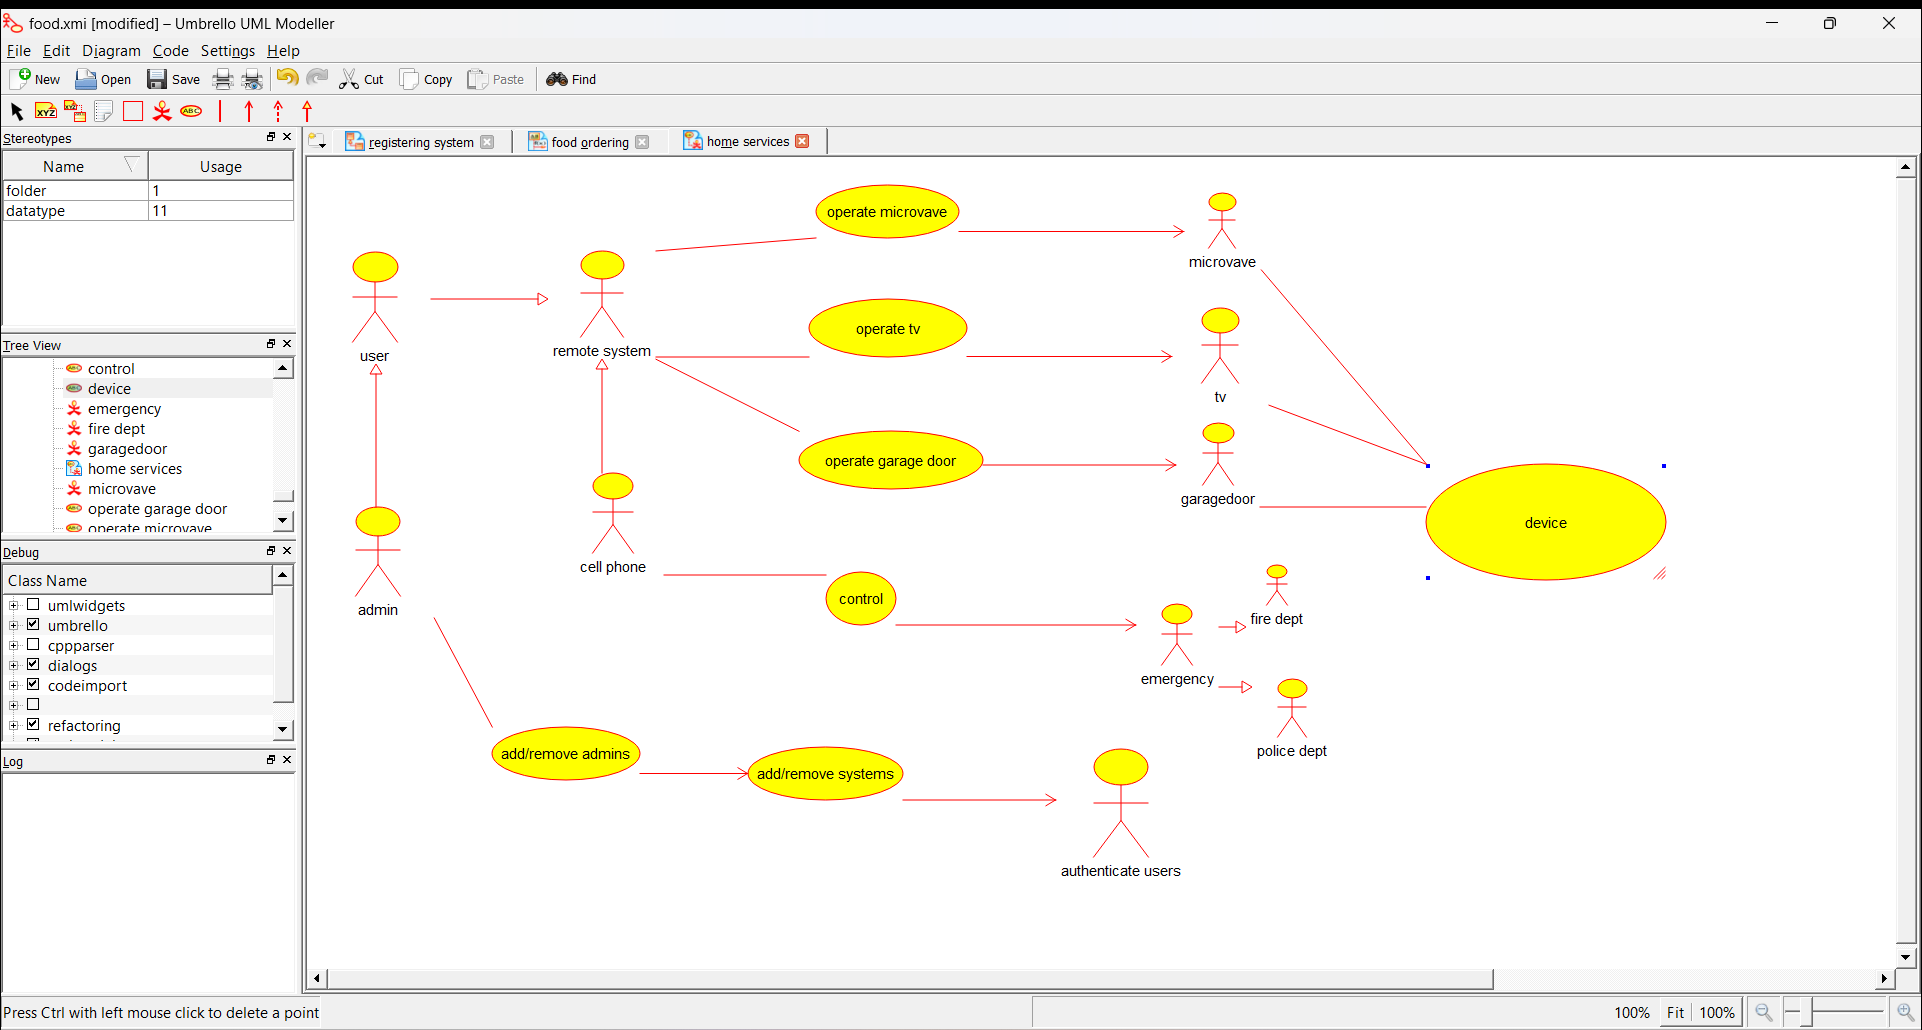 food.xmi [modified] – Umbrello UML Modeller
File Edit Diagram Code Settings Help
New Open Save Cut Copy Paste Find
XYZ XYZ ABC
Stereotypes
Name Usage
folder 1
datatype 11
Tree View
control
device
emergency
fire dept
garagedoor
home services
microvave
operate garage door
operate microvave
Debug
Class Name
umlwidgets
umbrello
cppparser
dialogs
codeimport
refactoring
Log
registering system food ordering home services
operate microvave
microvave
user
remote system
operate tv
tv
operate garage door
garagedoor
device
cell phone
admin
control
fire dept
emergency
police dept
add/remove admins
add/remove systems
authenticate users
Press Ctrl with left mouse click to delete a point
100% Fit 100%